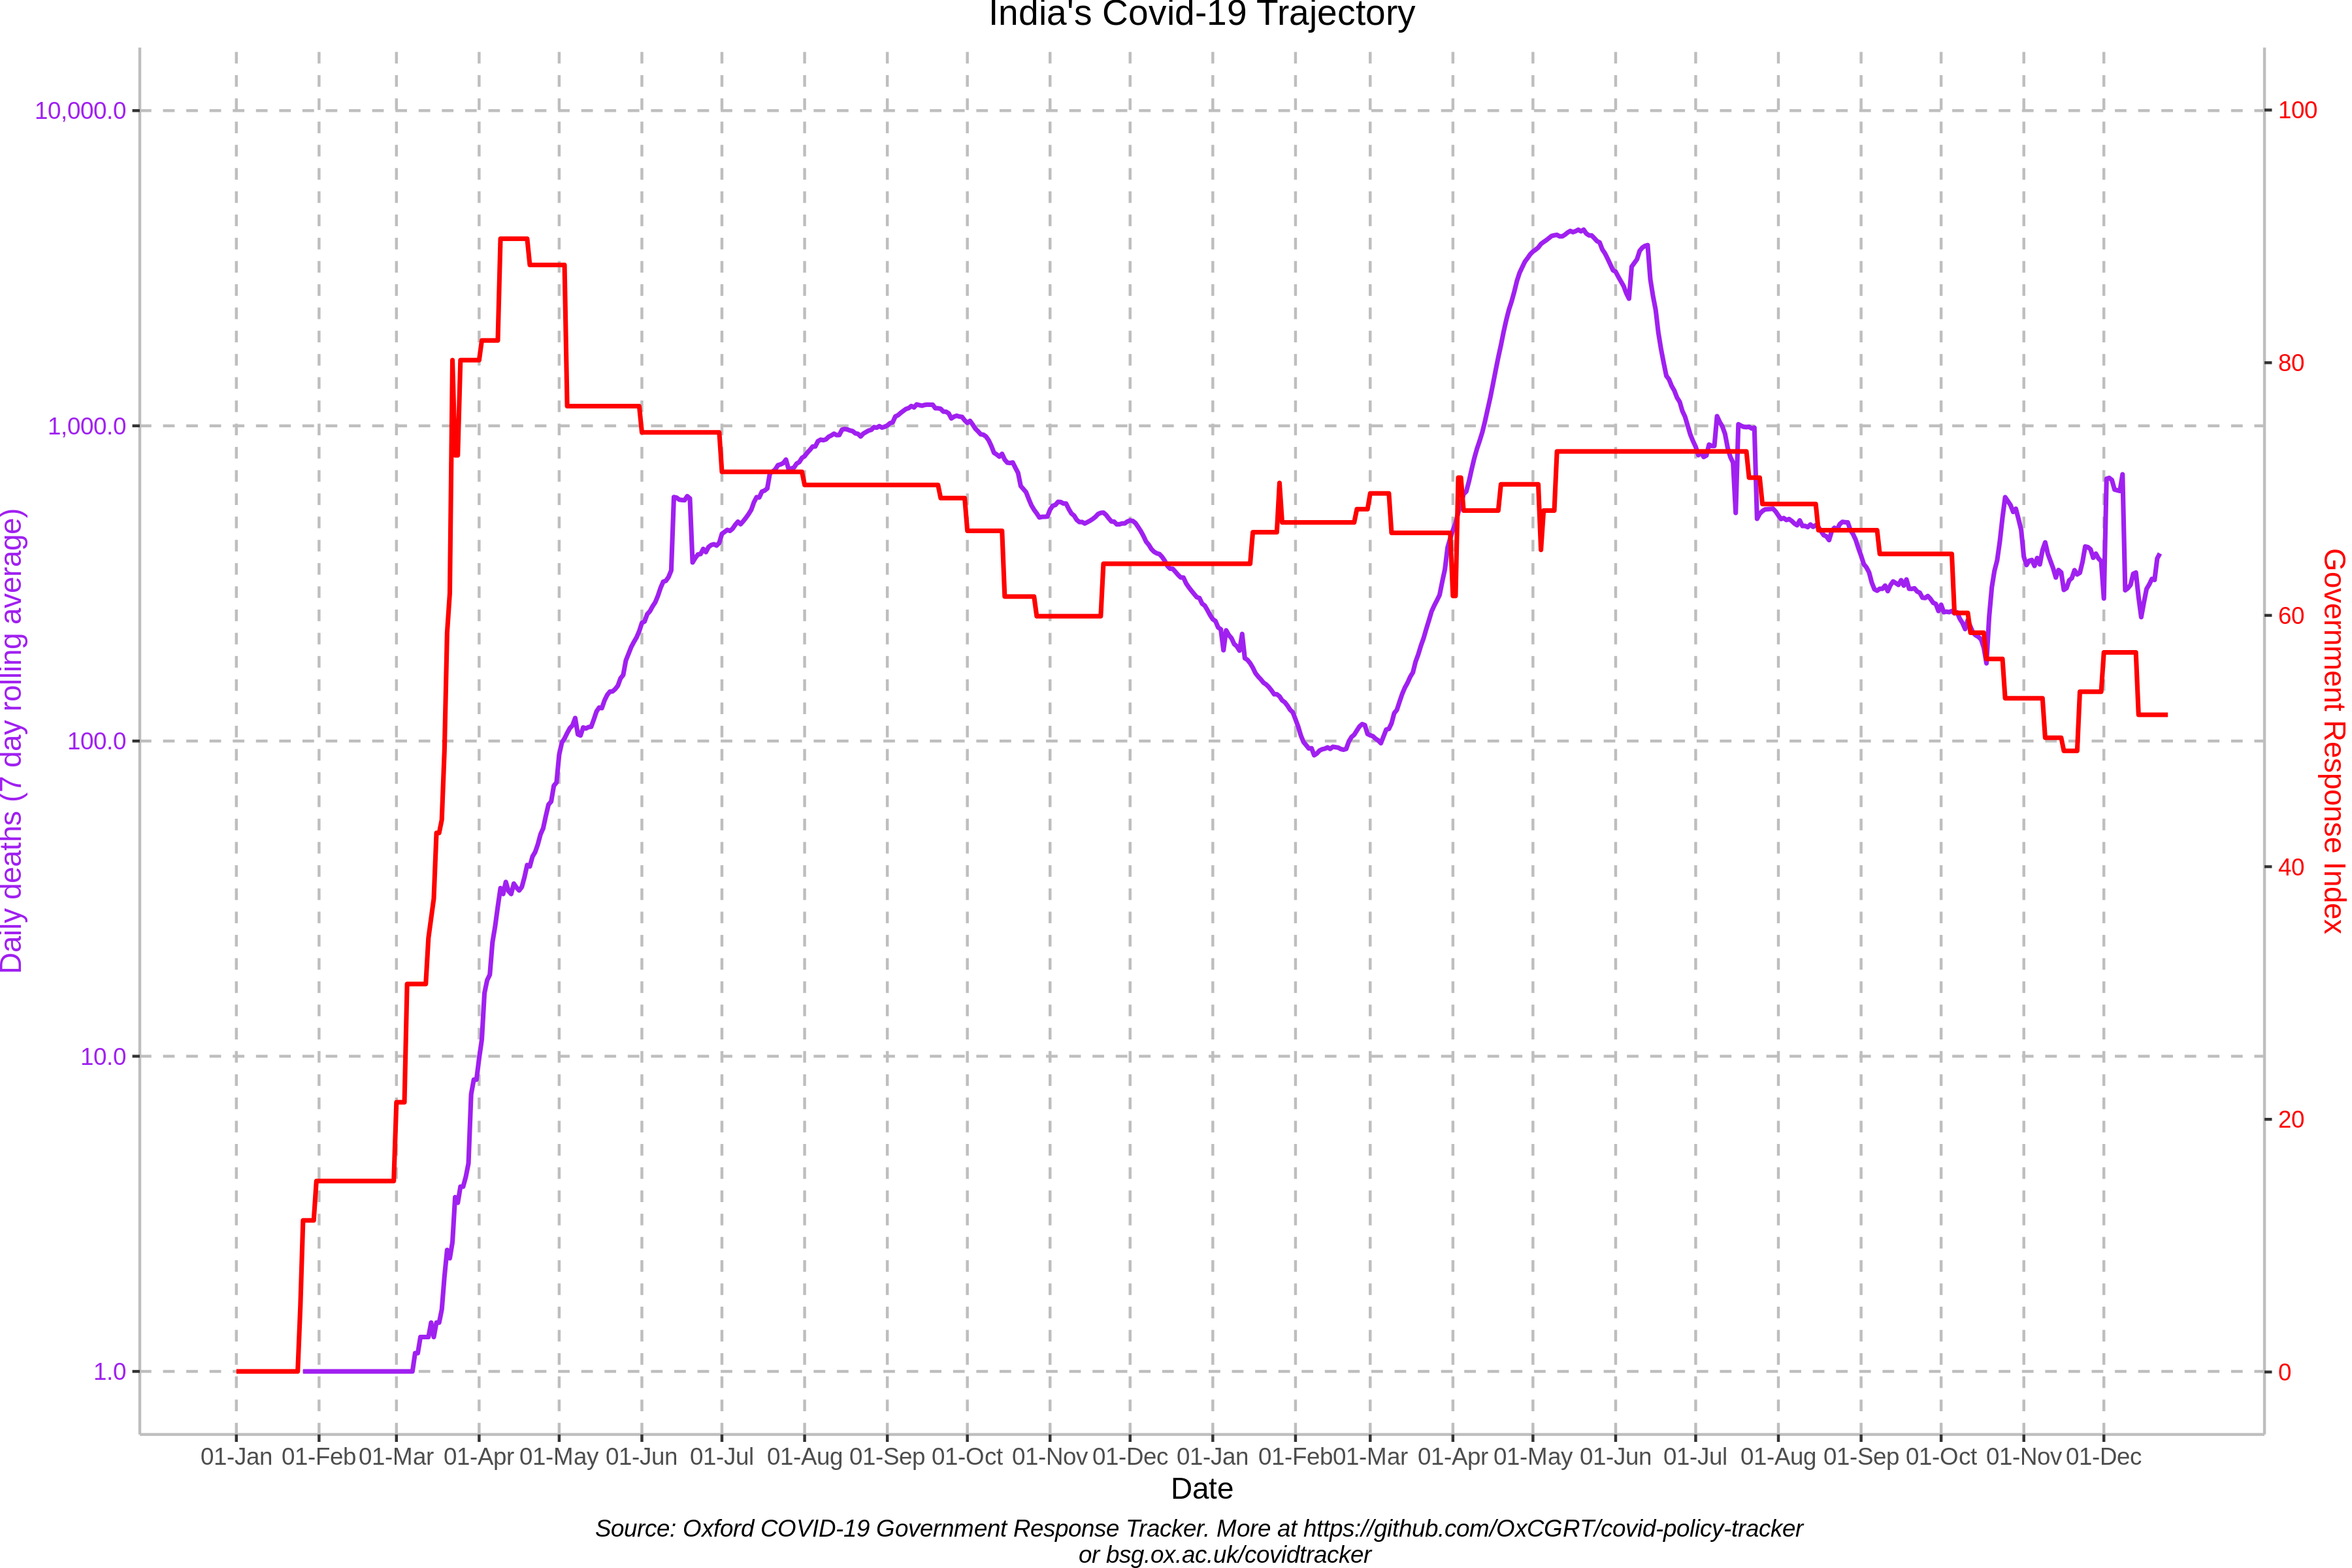 India's Covid-19 Trajectory
10,000.0
1,000.0
100.0
10.0
1.0
Daily deaths (7 day rolling average)
100
80
60
40
20
0
Government Response Index
01-Jan 01-Feb 01-Mar 01-Apr 01-May 01-Jun 01-Jul 01-Aug 01-Sep 01-Oct 01-Nov 01-Dec 01-Jan 01-Feb 01-Mar 01-Apr 01-May 01-Jun 01-Jul 01-Aug 01-Sep 01-Oct 01-Nov 01-Dec
Date
Source: Oxford COVID-19 Government Response Tracker. More at https://github.com/OxCGRT/covid-policy-tracker
or bsg.ox.ac.uk/covidtracker